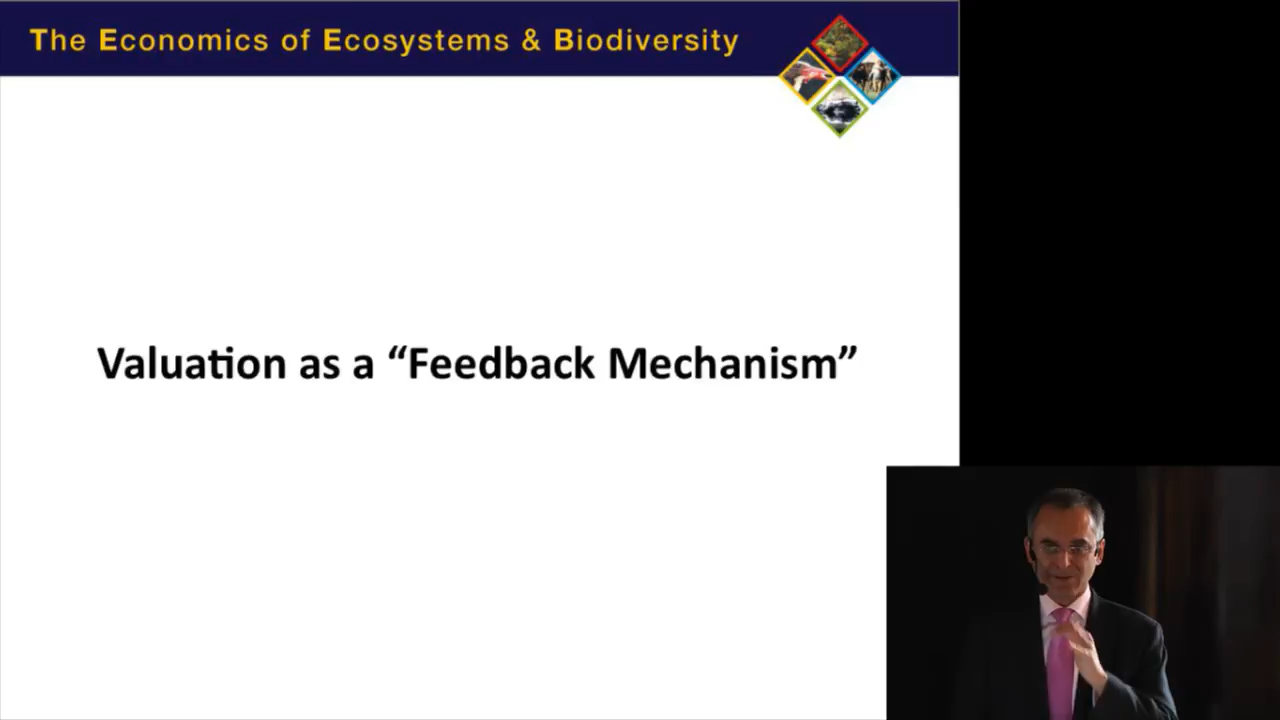 The Economics of Ecosystems & Biodiversity
Valuation as a “Feedback Mechanism”